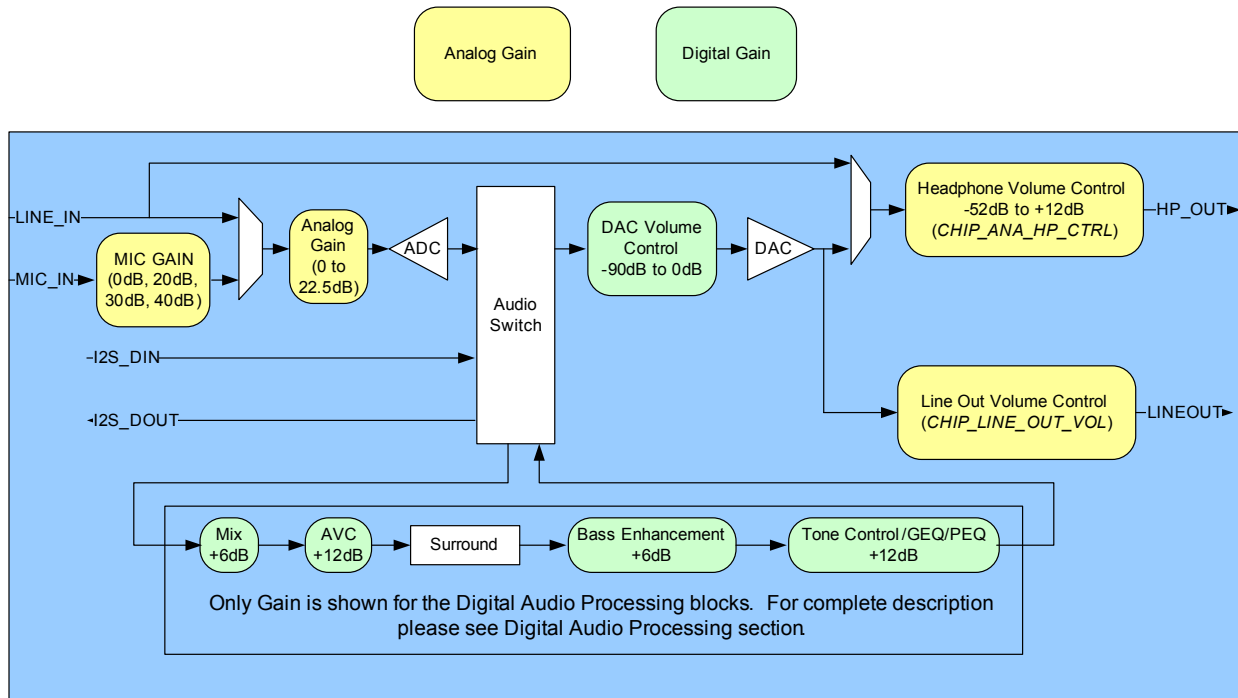 Analog Gain
Digital Gain
LINE_IN
MIC_IN
MIC GAIN
(0dB, 20dB,
30dB, 40dB)
Analog
Gain
(0 to
22.5dB)
ADC
Audio
Switch
DAC Volume
Control
-90dB to 0dB
DAC
Headphone Volume Control
-52dB to +12dB
(CHIP_ANA_HP_CTRL)
HP_OUT
I2S_DIN
I2S_DOUT
Line Out Volume Control
(CHIP_LINE_OUT_VOL)
LINEOUT
Mix
+6dB
AVC
+12dB
Surround
Bass Enhancement
+6dB
Tone Control/GEQ/PEQ
+12dB
Only Gain is shown for the Digital Audio Processing blocks. For complete description
please see Digital Audio Processing section.